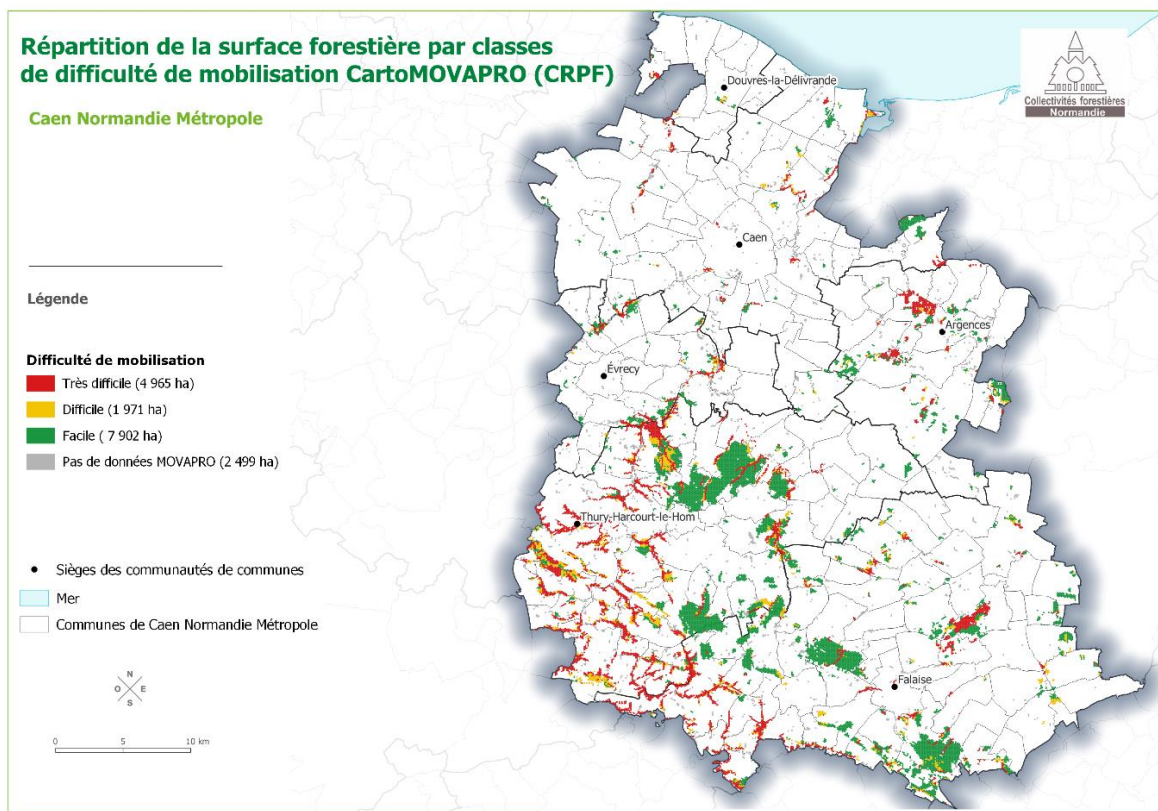 Répartition de la surface forestière par classes
de difficulté de mobilisation CartoMOVAPRO (CRPF)
Caen Normandie Métropole
Collectivités forestières
Normandie
Douvres-la-Délivrande
Caen
Argences
Évrecy
Thury-Harcourt-le-Hom
Falaise
Légende
Difficulté de mobilisation
Très difficile (4 965 ha)
Difficile (1 971 ha)
Facile ( 7 902 ha)
Pas de données MOVAPRO (2 499 ha)
Sièges des communautés de communes
Mer
Communes de Caen Normandie Métropole
N
O E
S
0 5 10 km